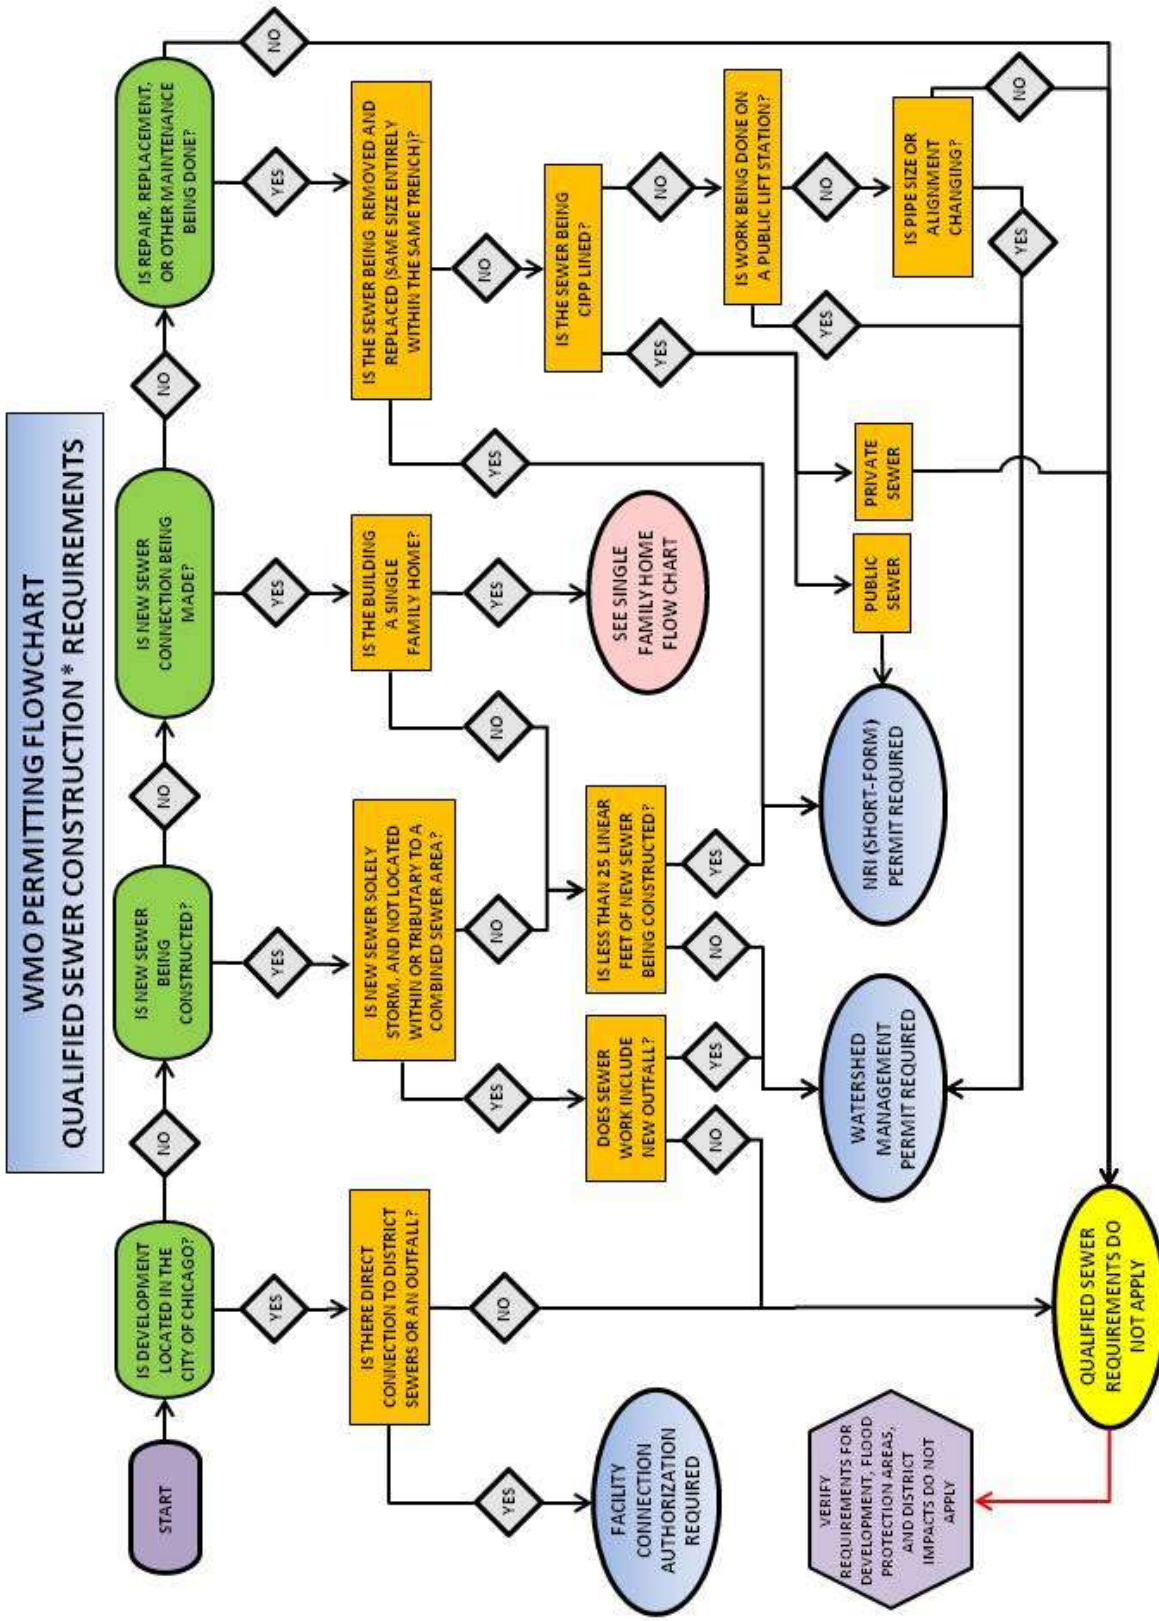 WMO PERMITTING FLOWCHART
QUALIFIED SEWER CONSTRUCTION* REQUIREMENTS
START
IS DEVELOPMENT
LOCATED IN THE
CITY OF CHICAGO?
NO
IS NEW SEWER
BEING
CONSTRUCTED?
NO
IS NEW SEWER
CONNECTION BEING
MADE?
NO
IS REPAIR, REPLACEMENT,
OR OTHER MAINTENANCE
BEING DONE?
NO
YES
YES
YES
YES
IS THERE DIRECT
CONNECTION TO DISTRICT
SEWERS OR AN OUTFALL?
IS NEW SEWER SOLELY
STORM, AND NOT LOCATED
WITHIN OR TRIBUTARY TO A
COMBINED SEWER AREA?
IS THE BUILDING
A SINGLE
FAMILY HOME?
IS THE SEWER BEING REMOVED AND
REPLACED (SAME SIZE ENTIRELY
WITHIN THE SAME TRENCH)?
YES
NO
YES
NO
NO
YES
YES
NO
FACILITY
CONNECTION
AUTHORIZATION
REQUIRED
DOES SEWER
WORK INCLUDE
NEW OUTFALL?
IS LESS THAN 25 LINEAR
FEET OF NEW SEWER
BEING CONSTRUCTED?
SEE SINGLE
FAMILY HOME
FLOW CHART
IS THE SEWER BEING
CIPP LINED?
NO
YES
NO
YES
YES
NO
IS WORK BEING DONE ON
A PUBLIC LIFT STATION?
YES
NO
VERIFY
REQUIREMENTS FOR
DEVELOPMENT, FLOOD
PROTECTION AREAS,
AND DISTRICT
IMPACTS DO NOT
APPLY
WATERSHED
MANAGEMENT
PERMIT REQUIRED
NRI (SHORT-FORM)
PERMIT REQUIRED
PUBLIC
SEWER
PRIVATE
SEWER
IS PIPE SIZE OR
ALIGNMENT
CHANGING?
YES
NO
QUALIFIED SEWER
REQUIREMENTS DO
NOT APPLY